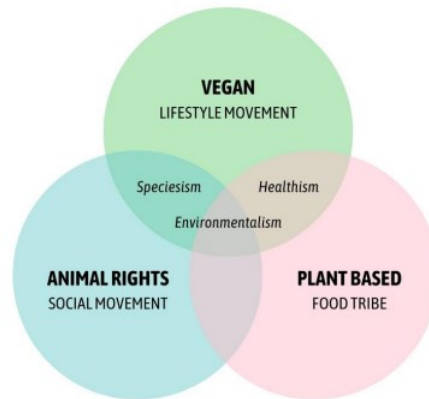 VEGAN
LIFESTYLE MOVEMENT
Speciesism
Healthism
Environmentalism
ANIMAL RIGHTS
SOCIAL MOVEMENT
PLANT BASED
FOOD TRIBE